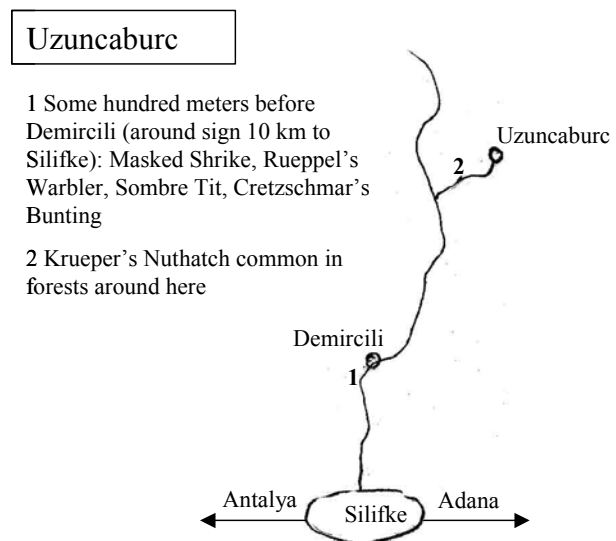 Uzuncaburc
1 Some hundred meters before
Demircili (around sign 10 km to
Silifke): Masked Shrike, Rueppel's
Warbler, Sombre Tit, Cretzschmar's
Bunting
2 Krueper's Nuthatch common in
forests around here
Uzuncaburc
2
Demircili
1
Antalya
Silifke
Adana